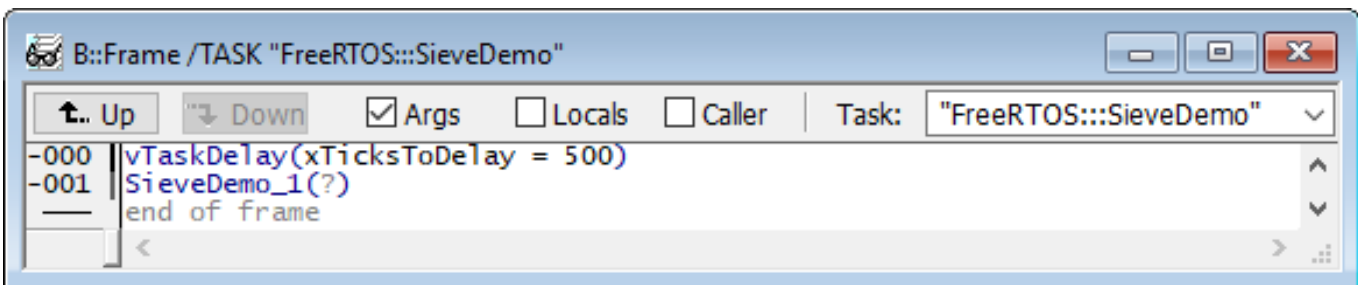 B::Frame /TASK "FreeRTOS:::SieveDemo"
Up Down Args Locals Caller Task: "FreeRTOS:::SieveDemo"
-000 vTaskDelay(xTicksToDelay = 500)
-001 SieveDemo_1(?)
end of frame